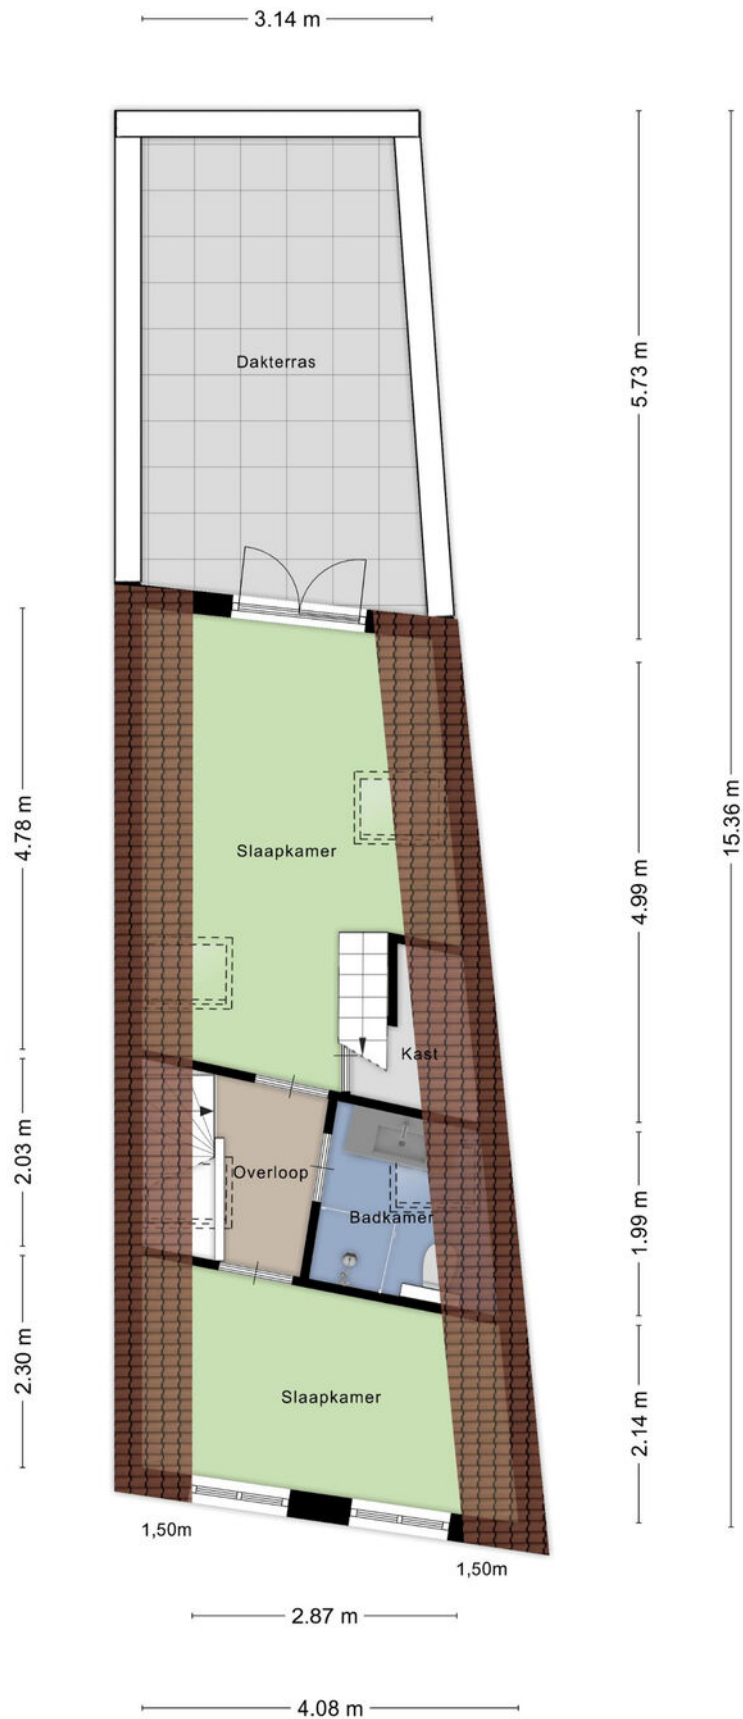 3.14 m
Dakterras
5.73 m
15.36 m
4.78 m
Slaapkamer
4.99 m
Kast
2.03 m
Overloop
Badkamer
1.99 m
2.30 m
Slaapkamer
2.14 m
1,50m
1,50m
2.87 m
4.08 m